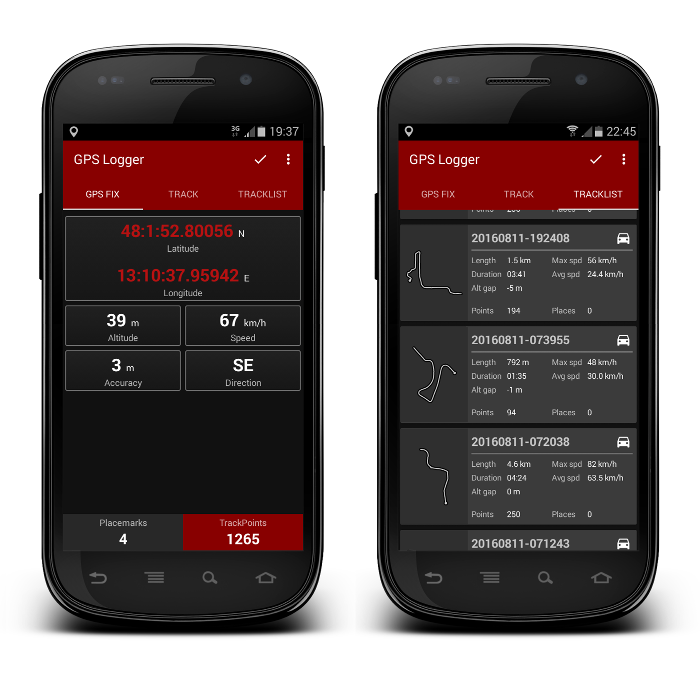 3G
19:37
GPS Logger
GPS FIX TRACK TRACKLIST
48:1:52.80056 N
Latitude
13:10:37.95942 E
Longitude
39 m
Altitude
67 km/h
Speed
3 m
Accuracy
SE
Direction
Placemarks
4
TrackPoints
1265
22:45
GPS Logger
GPS FIX TRACK TRACKLIST
Points Places 0
20160811-192408
Length 1.5 km Max spd 56 km/h
Duration 03:41 Avg spd 24.4 km/h
Alt gap -5 m
Points 194 Places 0
20160811-073955
Length 792 m Max spd 48 km/h
Duration 01:35 Avg spd 30.0 km/h
Alt gap -1 m
Points 94 Places 0
20160811-072038
Length 4.6 km Max spd 82 km/h
Duration 04:24 Avg spd 63.5 km/h
Alt gap 0 m
Points 250 Places 0
20160811-071243